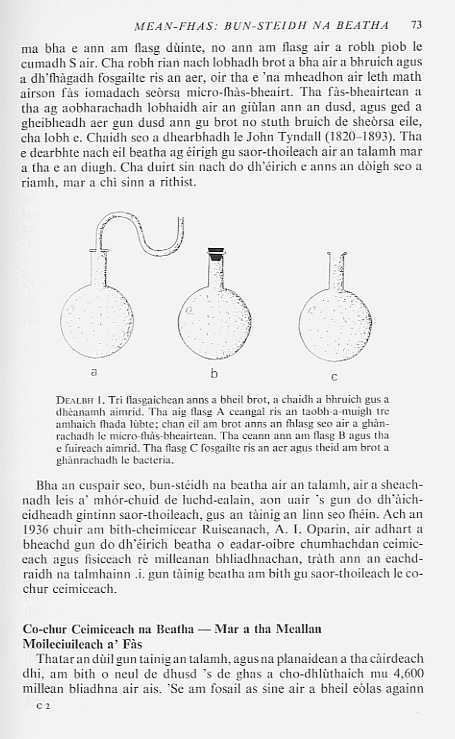 MEAN-FHAS: BUN-STEIDH NA BEATHA 73
ma bha e ann am flasg dùinte, no ann am flasg air a robh pìob le
cumadh S air. Cha robh rian nach lobhadh brot a bha air a bhruich agus
a dh'fhàgadh fosgailte ris an aer, oir tha e 'na mheadhon air leth math
airson fàs iomadach seòrsa micro-fhàs-bheairt. Tha fàs-bheairtean a
tha ag aobharachadh lobhaidh air an giùlan ann an dusd, agus ged a
gheibheadh aer gun dusd ann gu brot no stuth bruich de sheòrsa eile,
cha lobh e. Chaidh seo a dhearbhadh le John Tyndall (1820–1893). Tha
e dearbhte nach eil beatha ag éirigh gu saor-thoileach air an talamh mar
a tha e an diugh. Cha duirt sin nach do dh'éirich e anns an dòigh seo a
riamh, mar a chì sinn a rithist.
a
b
c
DEALBH 1. Tri flasgaichean anns a bheil brot, a chaidh a bhruich gus a
dhèanamh aimrid. Tha aig flasg A ceangal ris an taobh-a-muigh tre
amhaich fhada lùbte; chan eil am brot anns an fhlasg seo air a ghàn-
rachadh le micro-fhàs-bheairtean. Tha ceann ann am flasg B agus tha
e fuireach aimrid. Tha flasg C fosgailte ris an aer agus theid am brot a
ghànrachadh le bacteria.
Bha an cuspair seo, bun-stéidh na beatha air an talamh, air a sheach-
nadh leis a' mhór-chuid de luchd-ealain, aon uair 's gun do dh'àich-
eidheadh gintinn saor-thoileach, gus an tàinig an linn seo fhéin. Ach an
1936 chuir am bith-cheimicear Ruiseanach, A. I. Oparin, air adhart a
bheachd gun do dh'éirich beatha o eadar-oibre chumhachdan ceimic-
each agus fisiceach rè milleanan bhliadhnachan, tràth ann an eachd-
raidh na talmhainn .i. gun tàinig beatha am bith gu saor-thoileach le co-
chur ceimiceach.
Co-chur Ceimiceach na Beatha — Mar a tha Meallan
Moileciuileach a' Fàs
Thatar an dùil gun tainig an talamh, agus na planaidean a tha càirdeach
dhi, am bith o neul de dhusd 's de ghas a cho-dhlùthaich mu 4,600
millean bliadhna air ais. 'Se am fosail as sine air a bheil eòlas againn
C 2